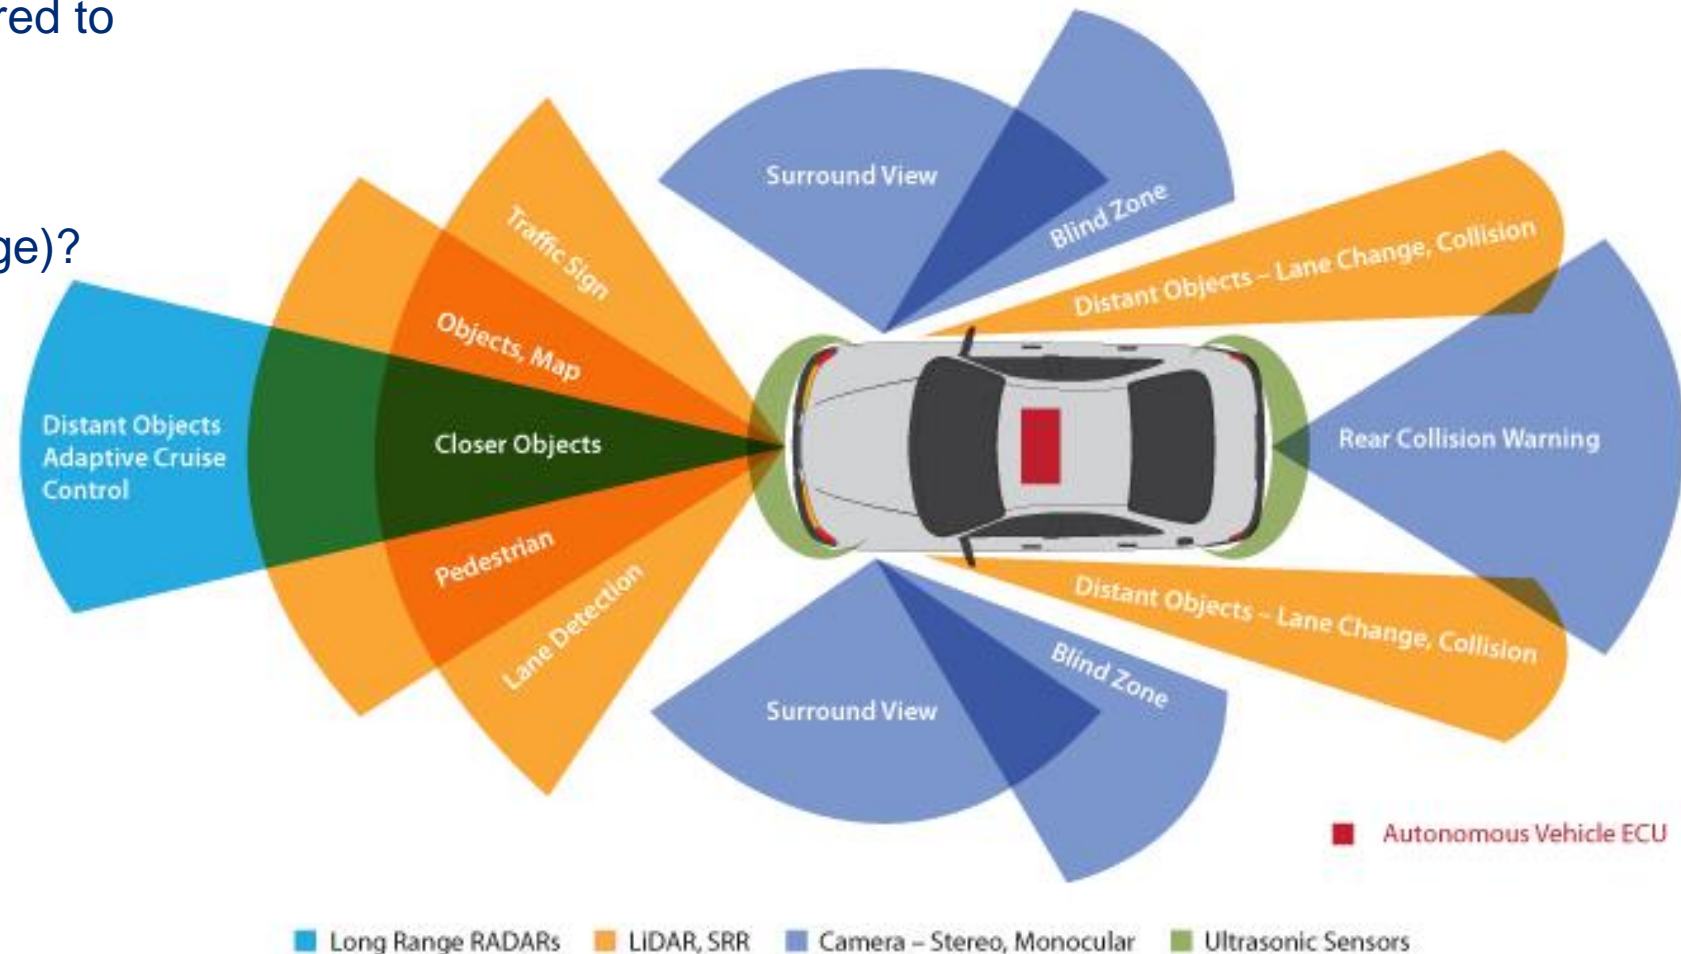 red to
ge)?
Surround View
Blind Zone
Traffic Sign
Distant Objects – Lane Change, Collision
Objects, Map
Distant Objects
Adaptive Cruise
Control
Closer Objects
Rear Collision Warning
Pedestrian
Lane Detection
Distant Objects – Lane Change, Collision
Blind Zone
Surround View
Autonomous Vehicle ECU
Long Range RADARs
LiDAR, SRR
Camera – Stereo, Monocular
Ultrasonic Sensors